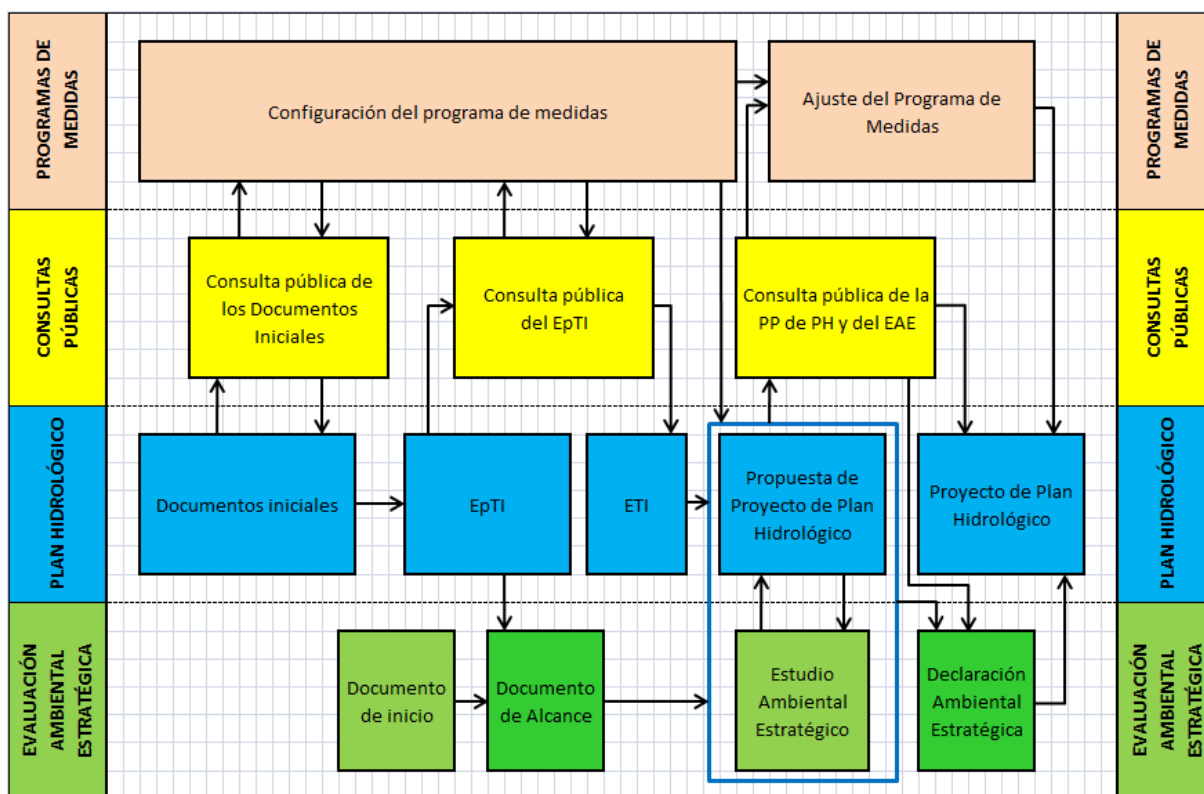 PROGRAMAS DE
MEDIDAS
Configuración del programa de medidas
Ajuste del Programa de
Medidas
PROGRAMAS DE
MEDIDAS
CONSULTAS
PÚBLICAS
Consulta pública de
los Documentos
Iniciales
Consulta pública
del EpTI
Consulta pública de la
PP de PH y del EAE
CONSULTAS
PÚBLICAS
PLAN HIDROLÓGICO
Documentos iniciales
EpTI
ETI
Propuesta de
Proyecto de Plan
Hidrológico
Proyecto de Plan
Hidrológico
PLAN HIDROLÓGICO
EVALUACIÓN
AMBIENTAL
ESTRATÉGICA
Documento
de inicio
Documento
de Alcance
Estudio
Ambiental
Estratégico
Declaración
Ambiental
Estratégica
EVALUACIÓN
AMBIENTAL
ESTRATÉGICA